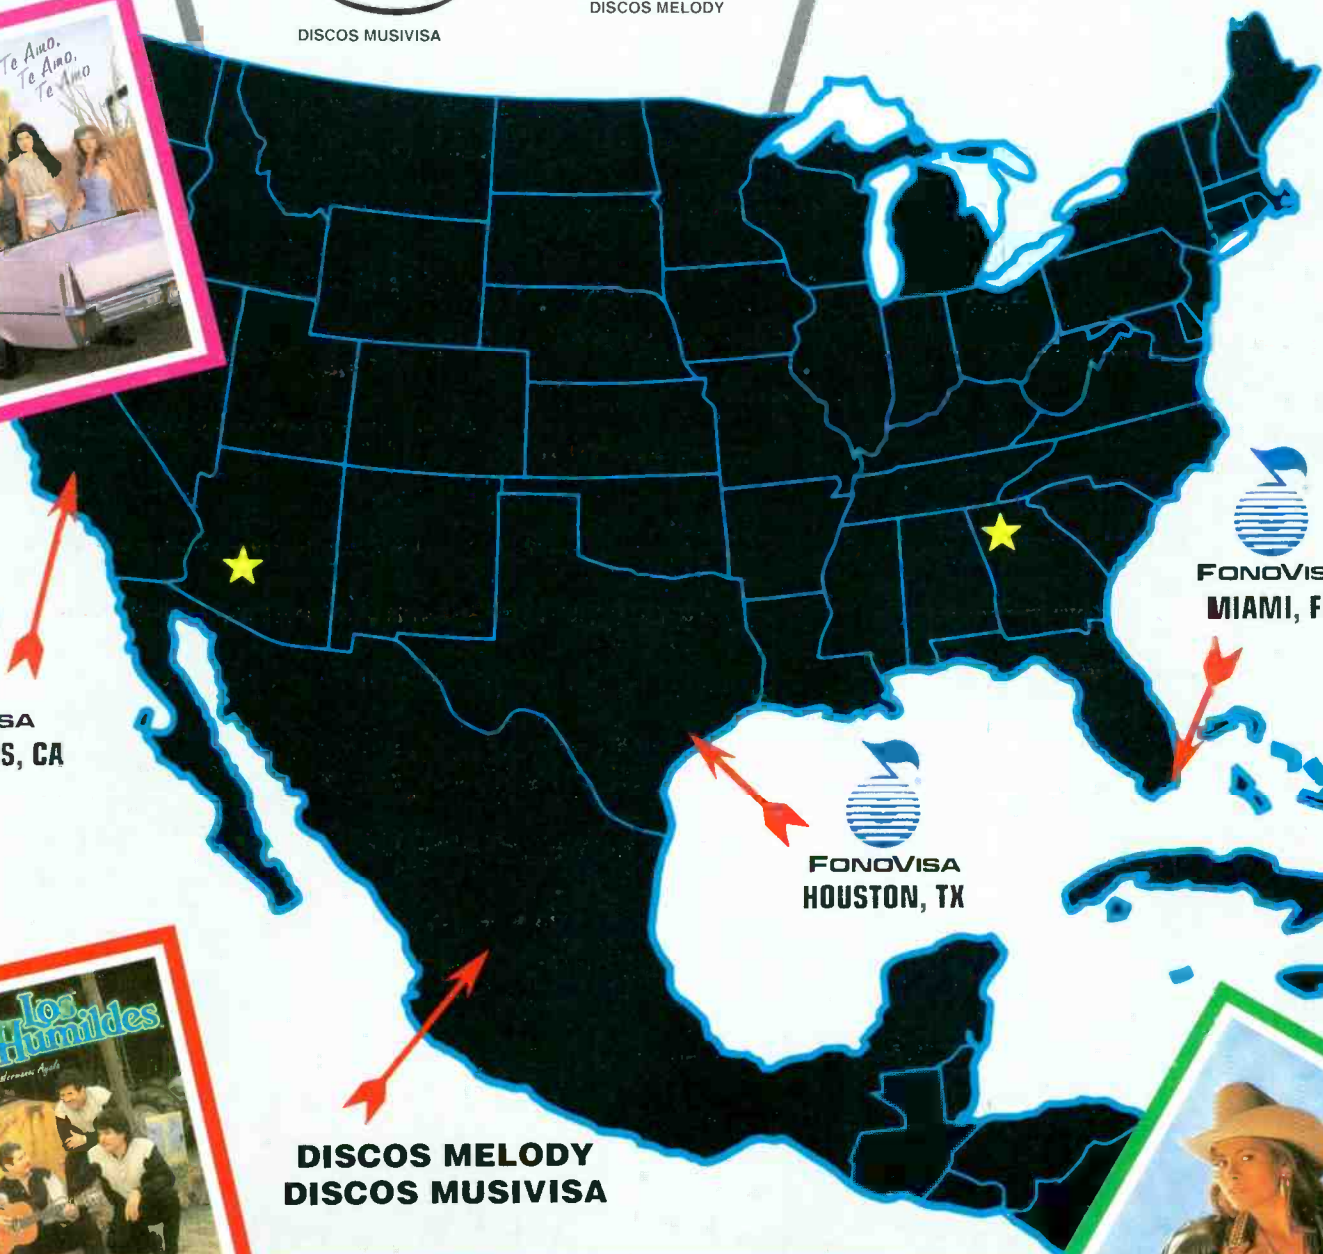 DISCOS MELODY
DISCOS MUSIVISA
Te Amo,
Te Amo,
Te Amo
FONOVIS
MIAMI, F
SA
S, CA
FONOVISA
HOUSTON, TX
Los
Humildes
DISCOS MELODY
DISCOS MUSIVISA